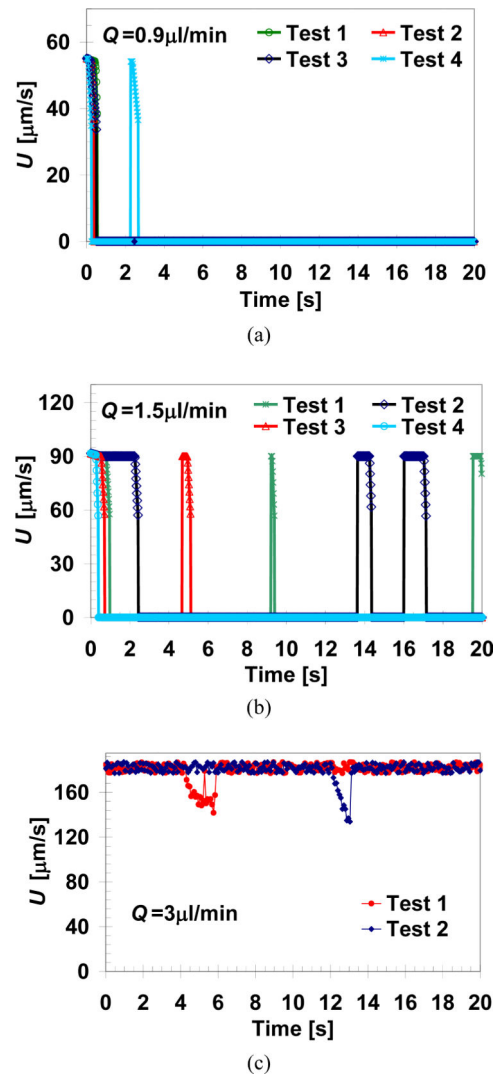 Q=0.9μl/min
Test 1
Test 2
Test 3
Test 4
60
40
20
0
U [μm/s]
0 2 4 6 8 10 12 14 16 18 20
Time [s]
(a)
Q=1.5μl/min
Test 1
Test 2
Test 3
Test 4
120
90
60
30
0
U [μm/s]
0 2 4 6 8 10 12 14 16 18 20
Time [s]
(b)
160
120
80
40
0
U [μm/s]
Q=3μl/min
Test 1
Test 2
0 2 4 6 8 10 12 14 16 18 20
Time [s]
(c)